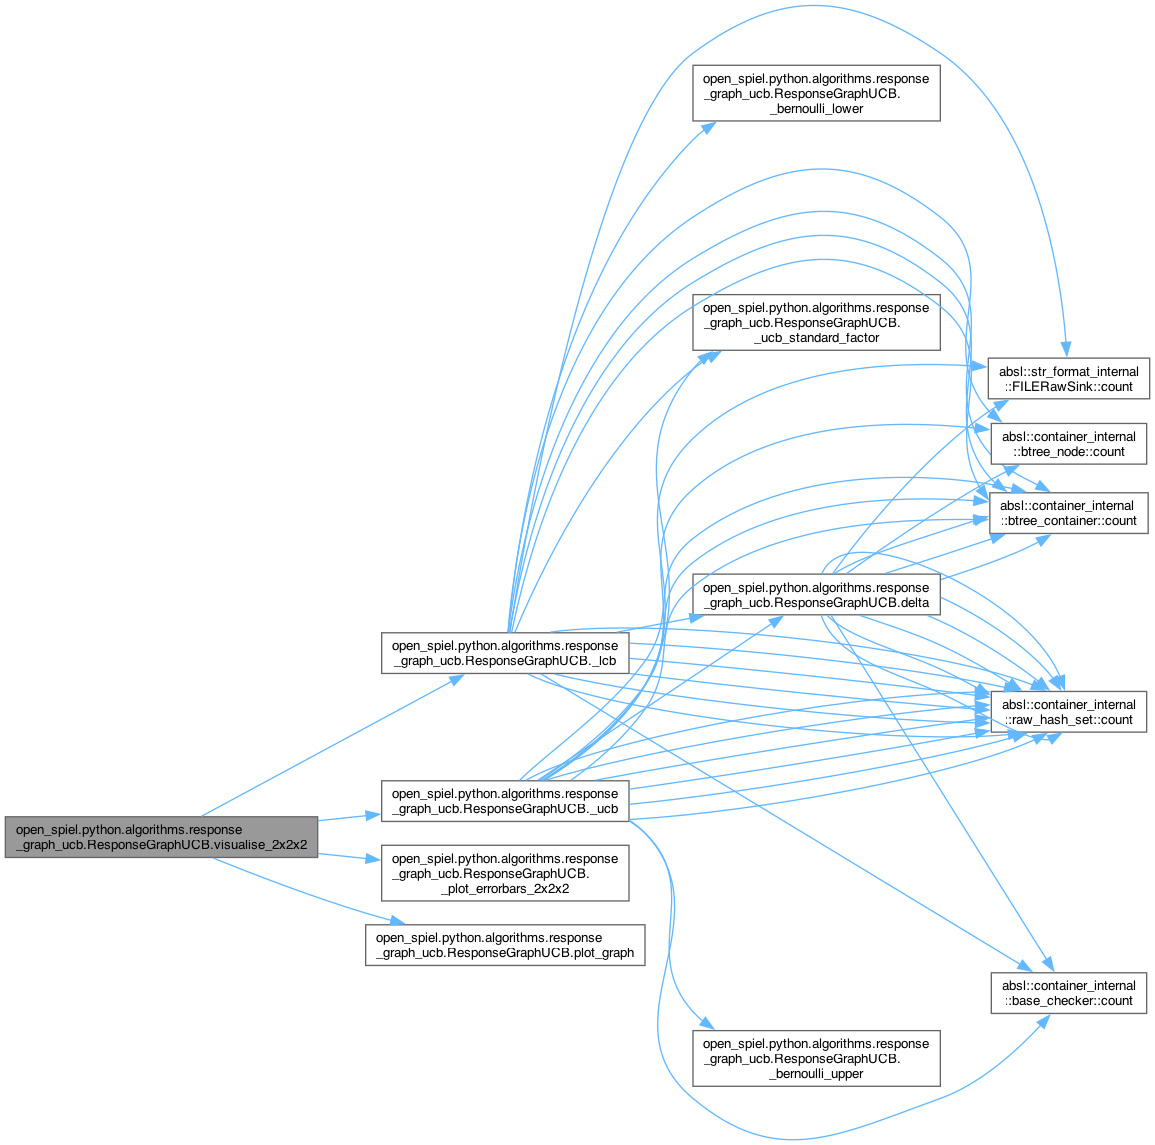 open_spiel.python.algorithms.response
_graph_ucb.ResponseGraphUCB.
_bernoulli_lower
open_spiel.python.algorithms.response
_graph_ucb.ResponseGraphUCB.
_ucb_standard_factor
absl::str_format_internal
::FILERawSink::count
absl::container_internal
::btree_node::count
absl::container_internal
::btree_container::count
open_spiel.python.algorithms.response
_graph_ucb.ResponseGraphUCB.delta
open_spiel.python.algorithms.response
_graph_ucb.ResponseGraphUCB._lcb
absl::container_internal
::raw_hash_set::count
open_spiel.python.algorithms.response
_graph_ucb.ResponseGraphUCB._ucb
open_spiel.python.algorithms.response
_graph_ucb.ResponseGraphUCB.visualise_2x2x2
open_spiel.python.algorithms.response
_graph_ucb.ResponseGraphUCB.
_plot_errorbars_2x2x2
open_spiel.python.algorithms.response
_graph_ucb.ResponseGraphUCB.plot_graph
absl::container_internal
::base_checker::count
open_spiel.python.algorithms.response
_graph_ucb.ResponseGraphUCB.
_bernoulli_upper